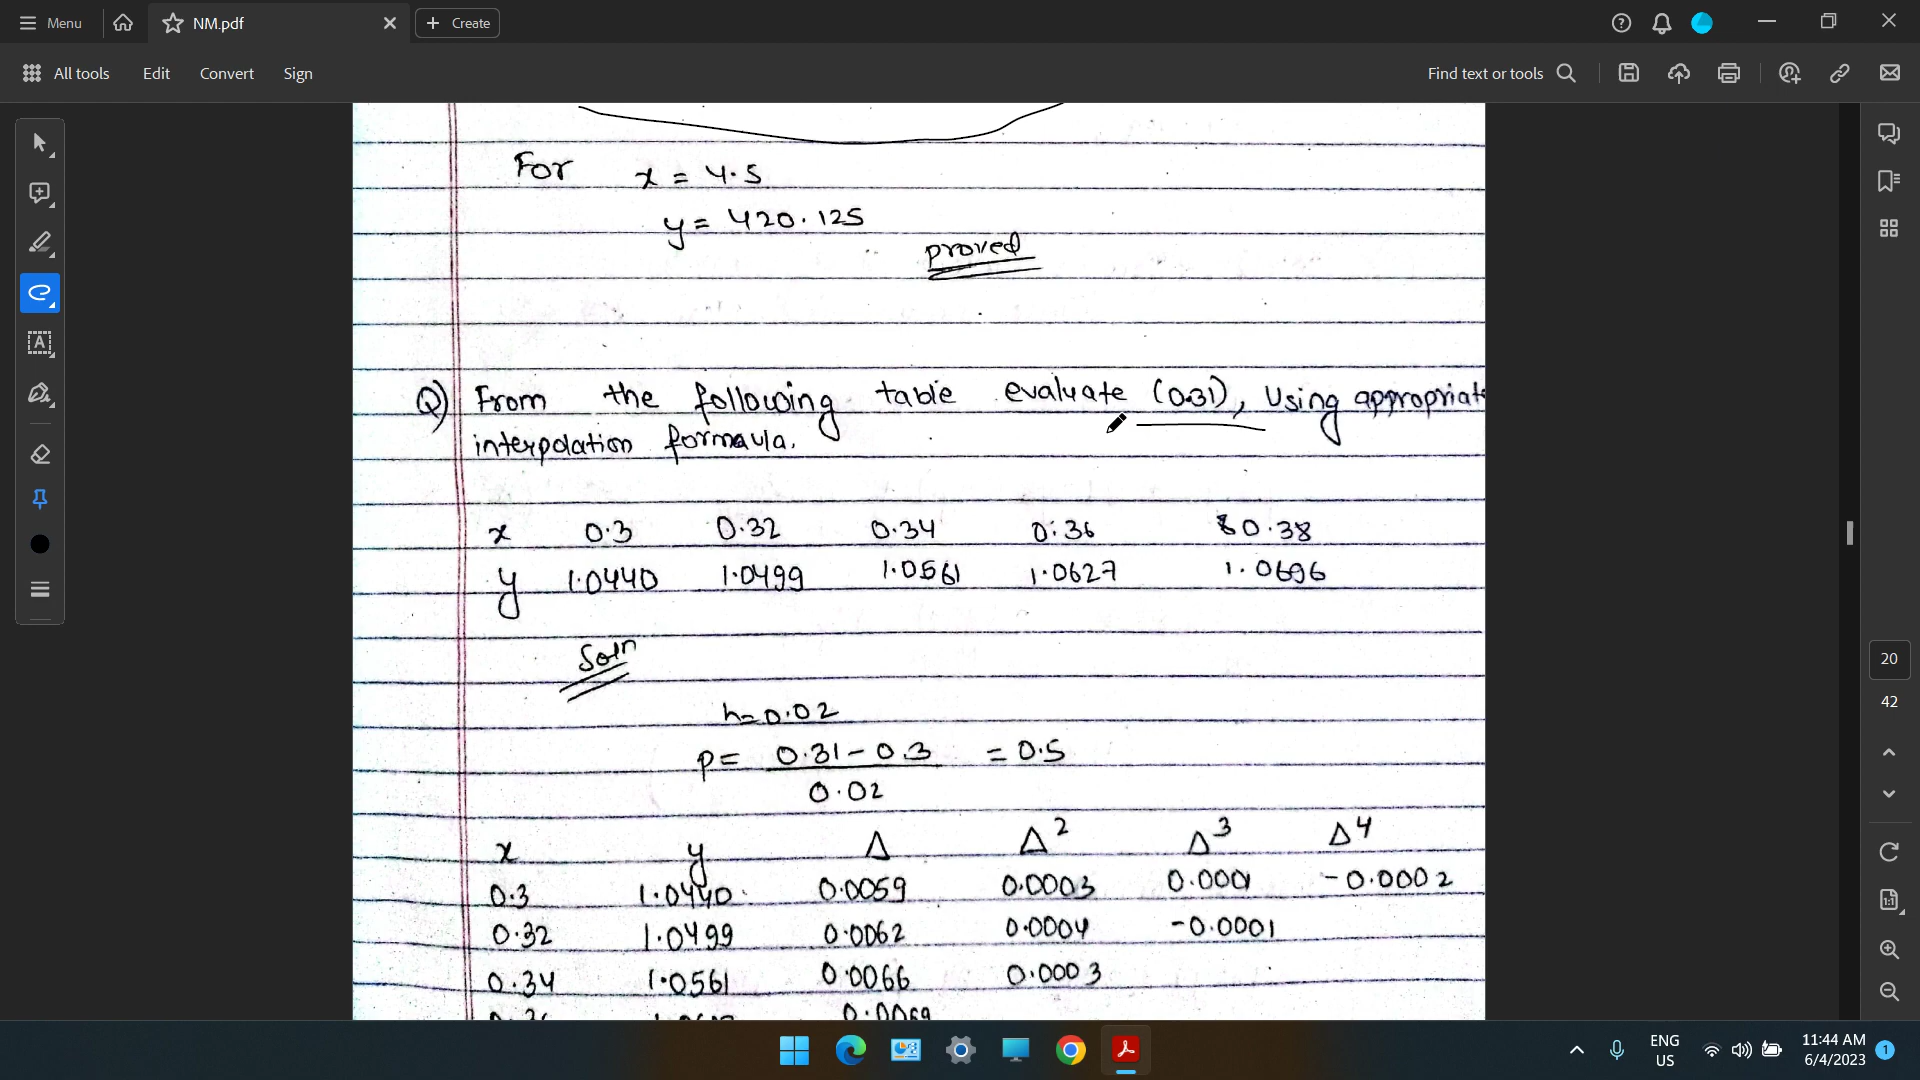 Menu
NM.pdf
Create
All tools
Edit
Convert
Sign
Find text or tools
For x = 4.5
y = 420.125
proved
Q) From the following table evaluate (0.31), Using appropriate
interpolation formula.
x 0.3 0.32 0.34 0.36 0.38
y 1.0440 1.0499 1.0561 1.0627 1.0696
Soln
h=0.02
p= 0.31 - 0.3 = 0.5
0.02
x y Δ Δ² Δ³ Δ⁴
0.3 1.0440 0.0059 0.0003 0.0001 -0.0002
0.32 1.0499 0.0062 0.0004 -0.0001
0.34 1.0561 0.0066 0.0003
0.0069
20
42
ENG
US
11:44 AM
6/4/2023
1